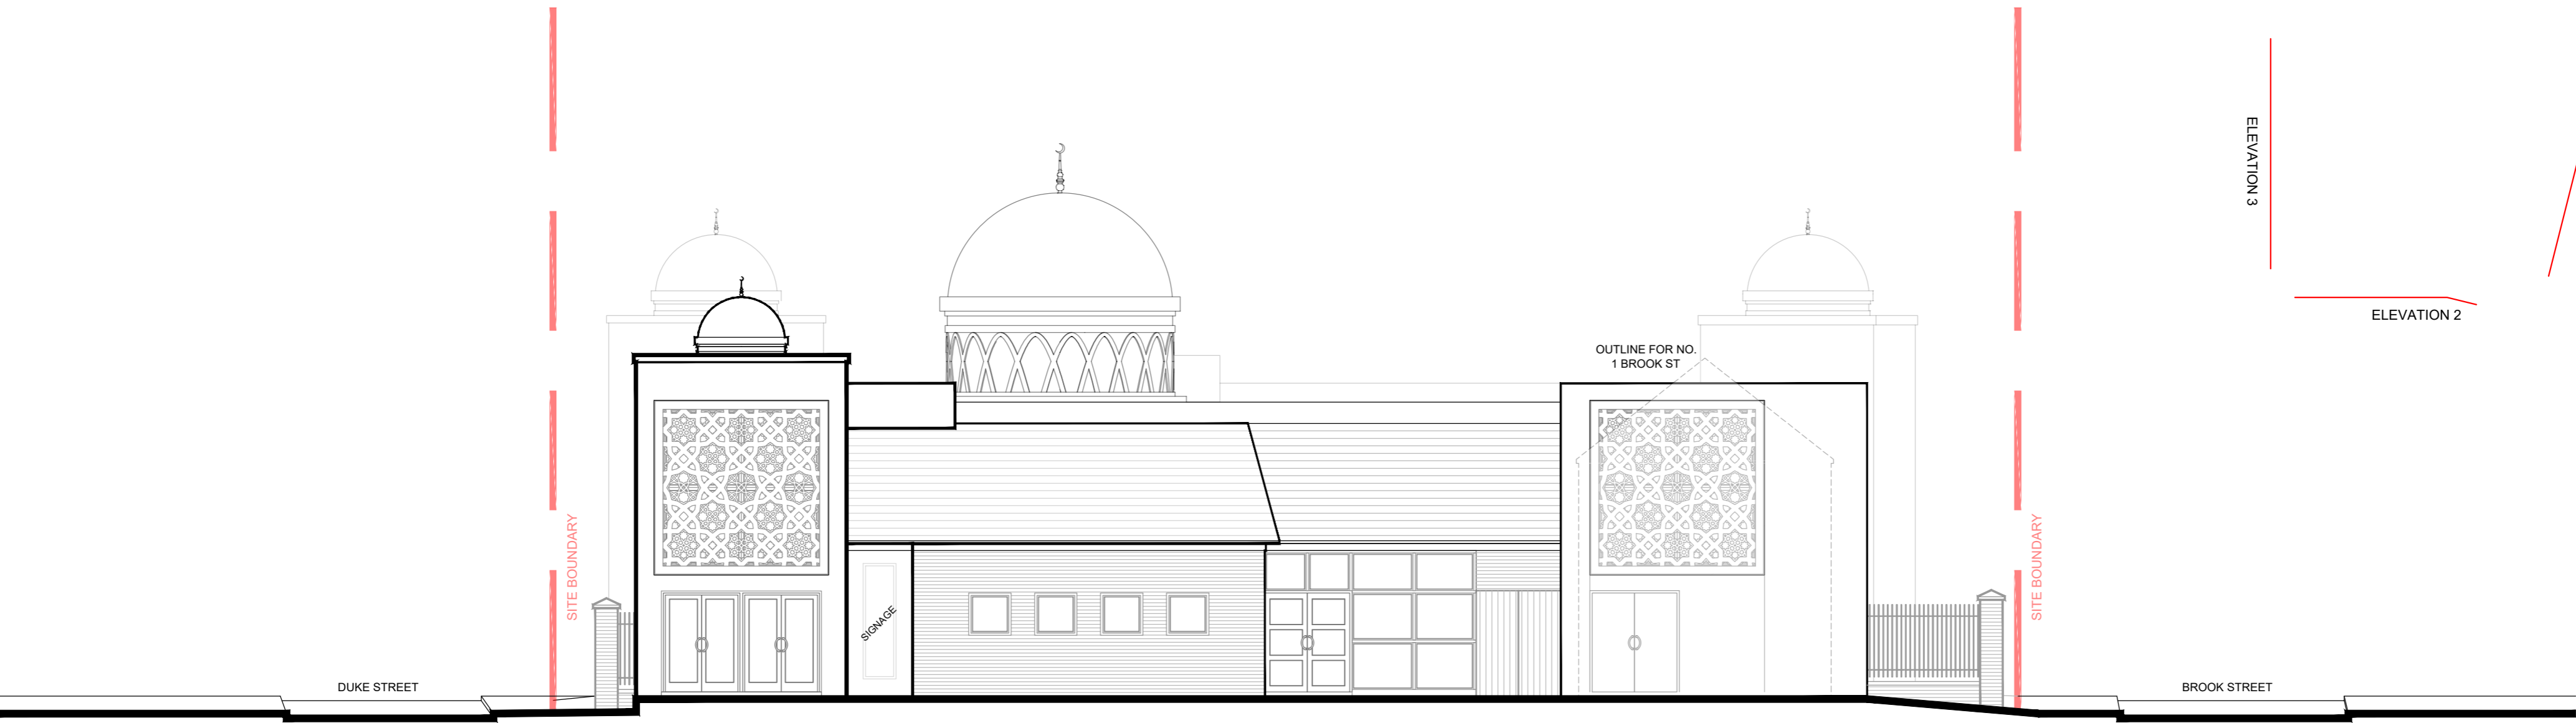 ELEVATION 3
ELEVATION 2
OUTLINE FOR NO.
1 BROOK ST
SITE BOUNDARY
SITE BOUNDARY
SIGNAGE
DUKE STREET
BROOK STREET